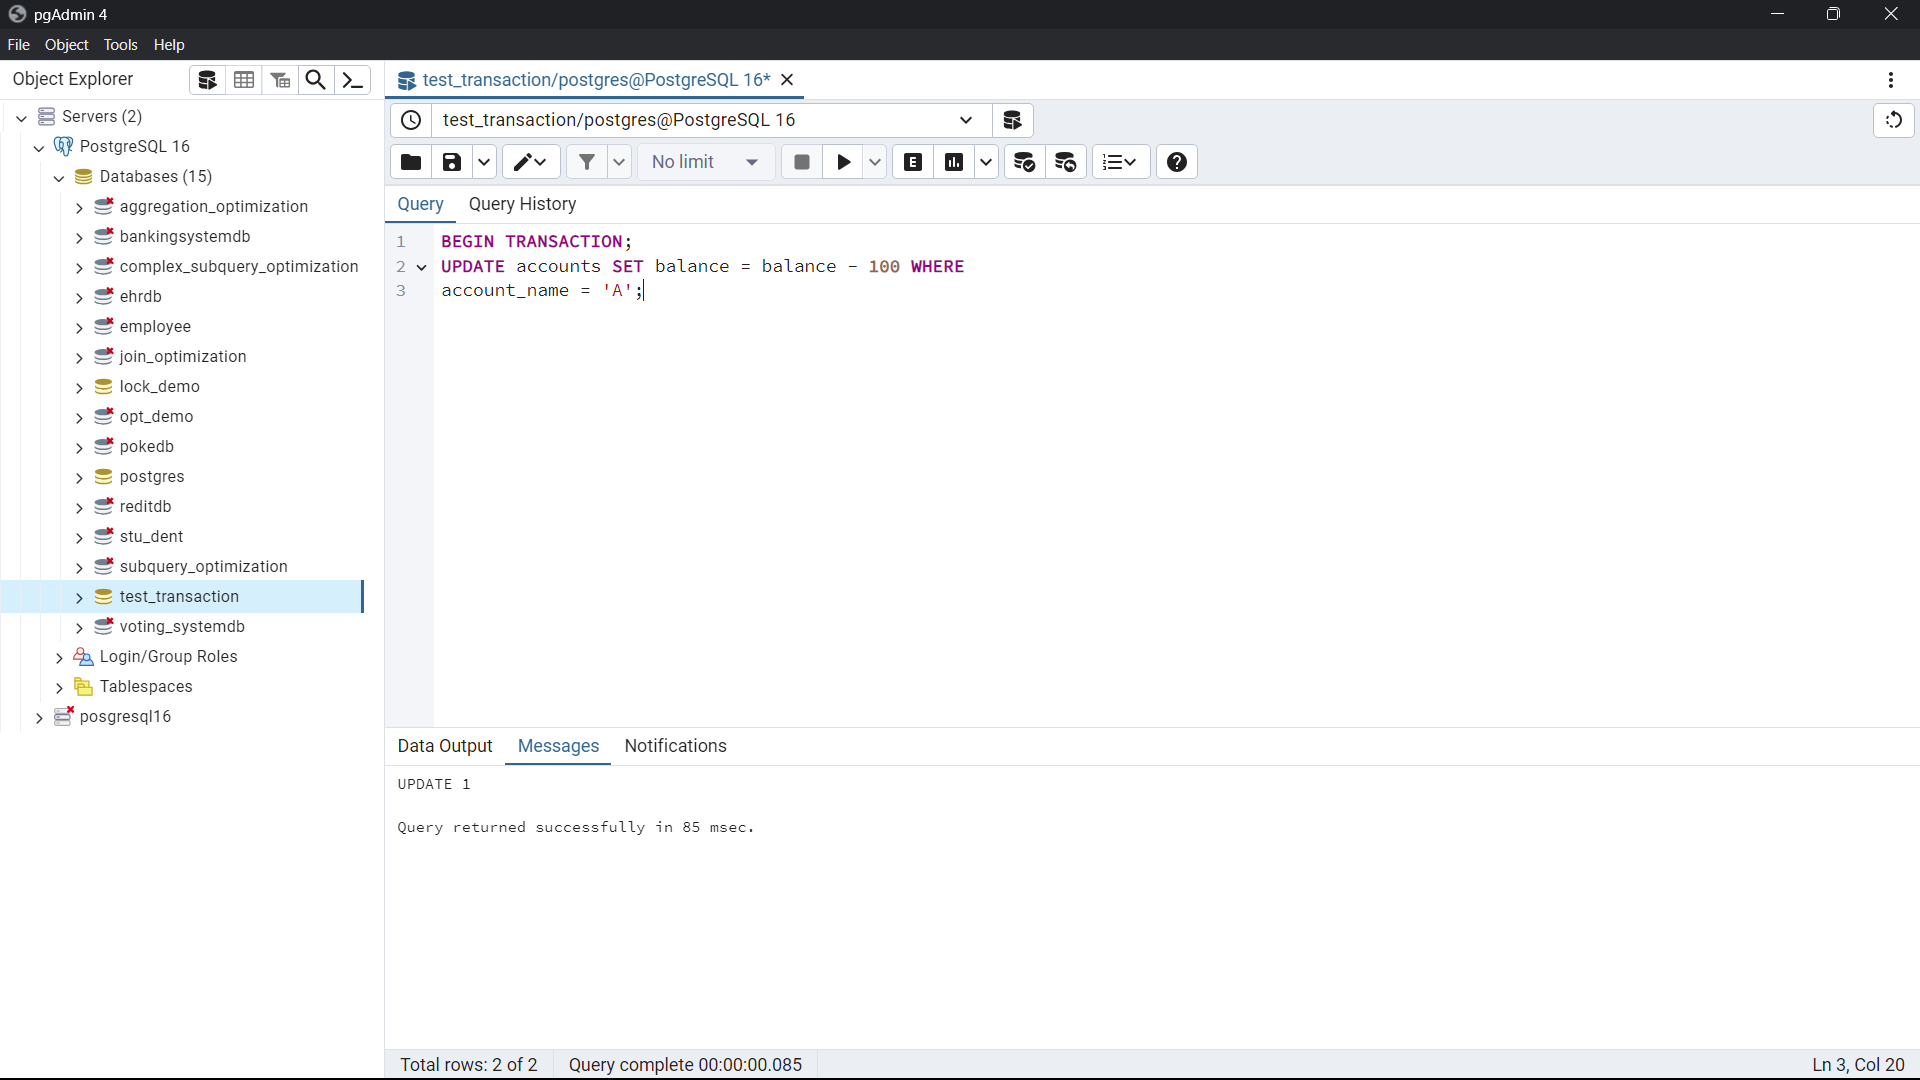 pgAdmin 4
File Object Tools Help
Object Explorer
Servers (2)
PostgreSQL 16
Databases (15)
aggregation_optimization
bankingsystemdb
complex_subquery_optimization
ehrdb
employee
join_optimization
lock_demo
opt_demo
pokedb
postgres
reditdb
stu_dent
subquery_optimization
test_transaction
voting_systemdb
Login/Group Roles
Tablespaces
posgresql16
test_transaction/postgres@PostgreSQL 16*
test_transaction/postgres@PostgreSQL 16
No limit
E
Query Query History
1 BEGIN TRANSACTION;
2 UPDATE accounts SET balance = balance - 100 WHERE
3 account_name = 'A';
Data Output Messages Notifications
UPDATE 1
Query returned successfully in 85 msec.
Total rows: 2 of 2 Query complete 00:00:00.085 Ln 3, Col 20